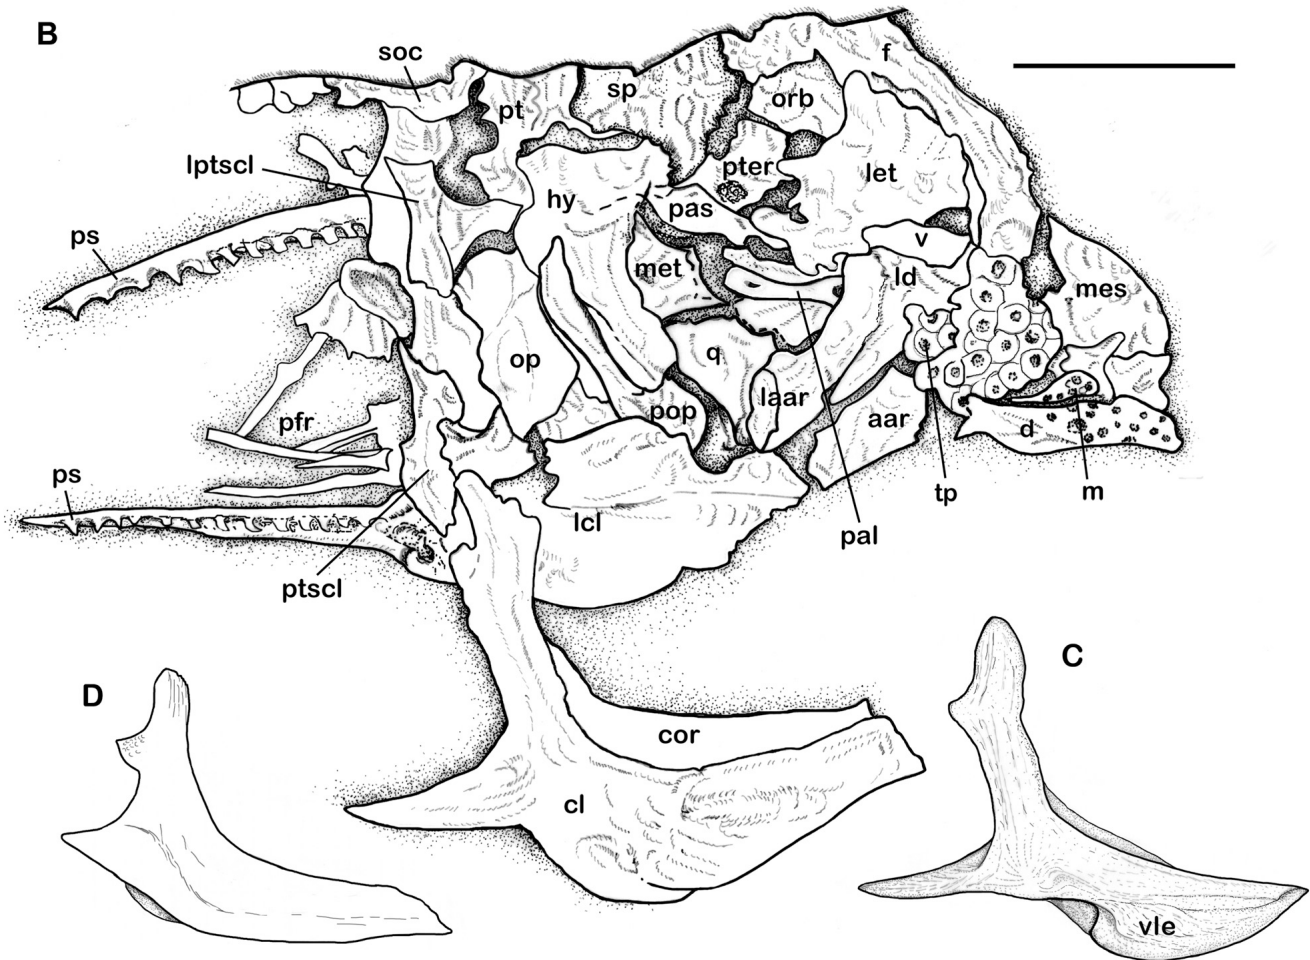 B
soc
f
sp
pt
orb
lptscl
pter
let
hy
pas
ps
v
met
ld
mes
op
q
laar
pop
aar
pfr
d
ps
tp
m
lcl
pal
ptscl
C
D
cor
cl
vle